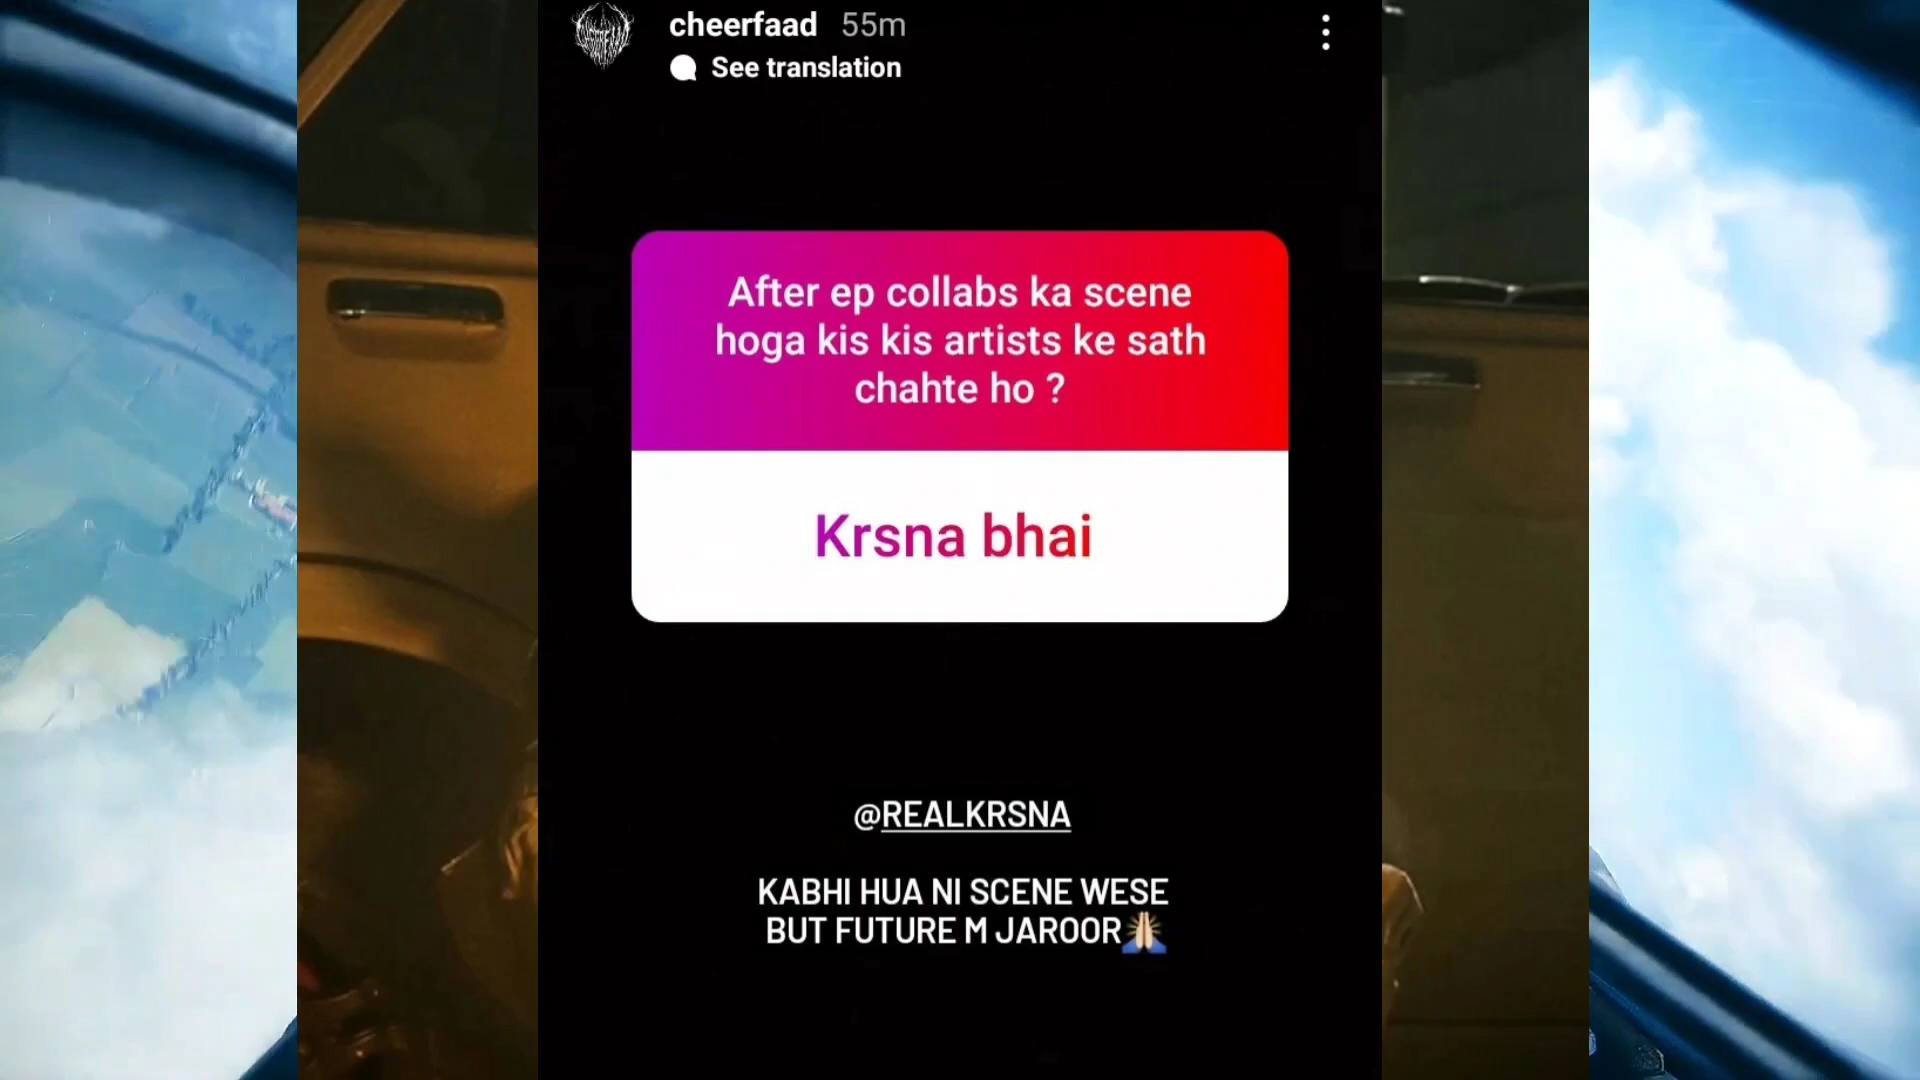 cheerfaad 55m
See translation
After ep collabs ka scene
hoga kis kis artists ke sath
chahte ho ?
Krsna bhai
@REALKRSNA
KABHI HUA NI SCENE WESE
BUT FUTURE M JAROOR🙏🏻